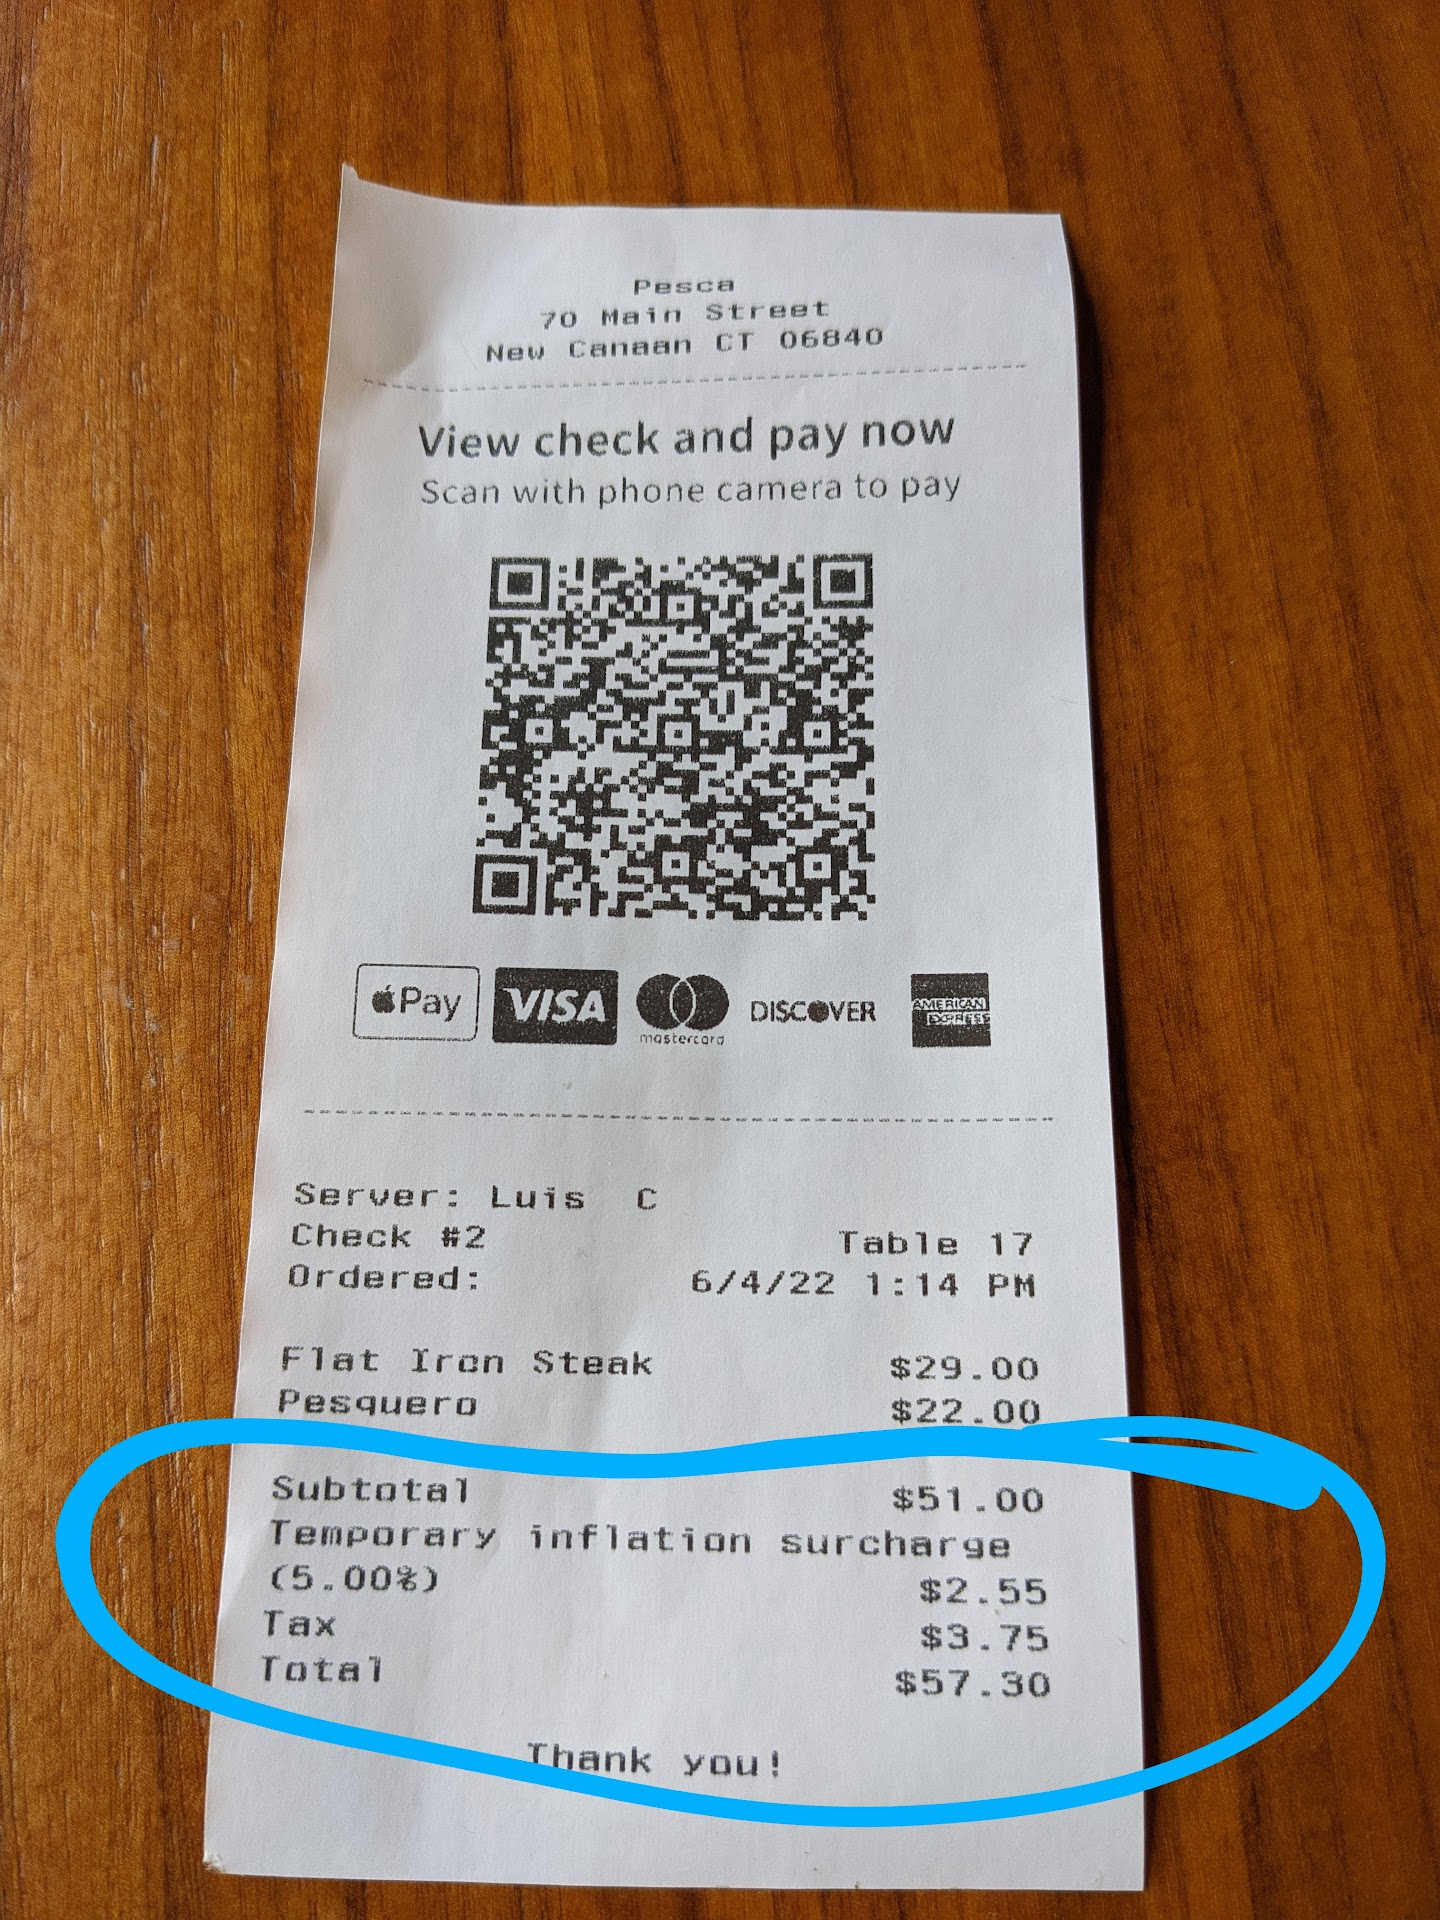 Pesca
70 Main Street
New Canaan CT 06840
View check and pay now
Scan with phone camera to pay
Pay VISA mastercard DISCOVER AMERICAN EXPRESS
Server: Luis C
Check #2 Table 17
Ordered: 6/4/22 1:14 PM
Flat Iron Steak $29.00
Pesquero $22.00
Subtotal $51.00
Temporary inflation surcharge
(5.00%) $2.55
Tax $3.75
Total $57.30
Thank you!